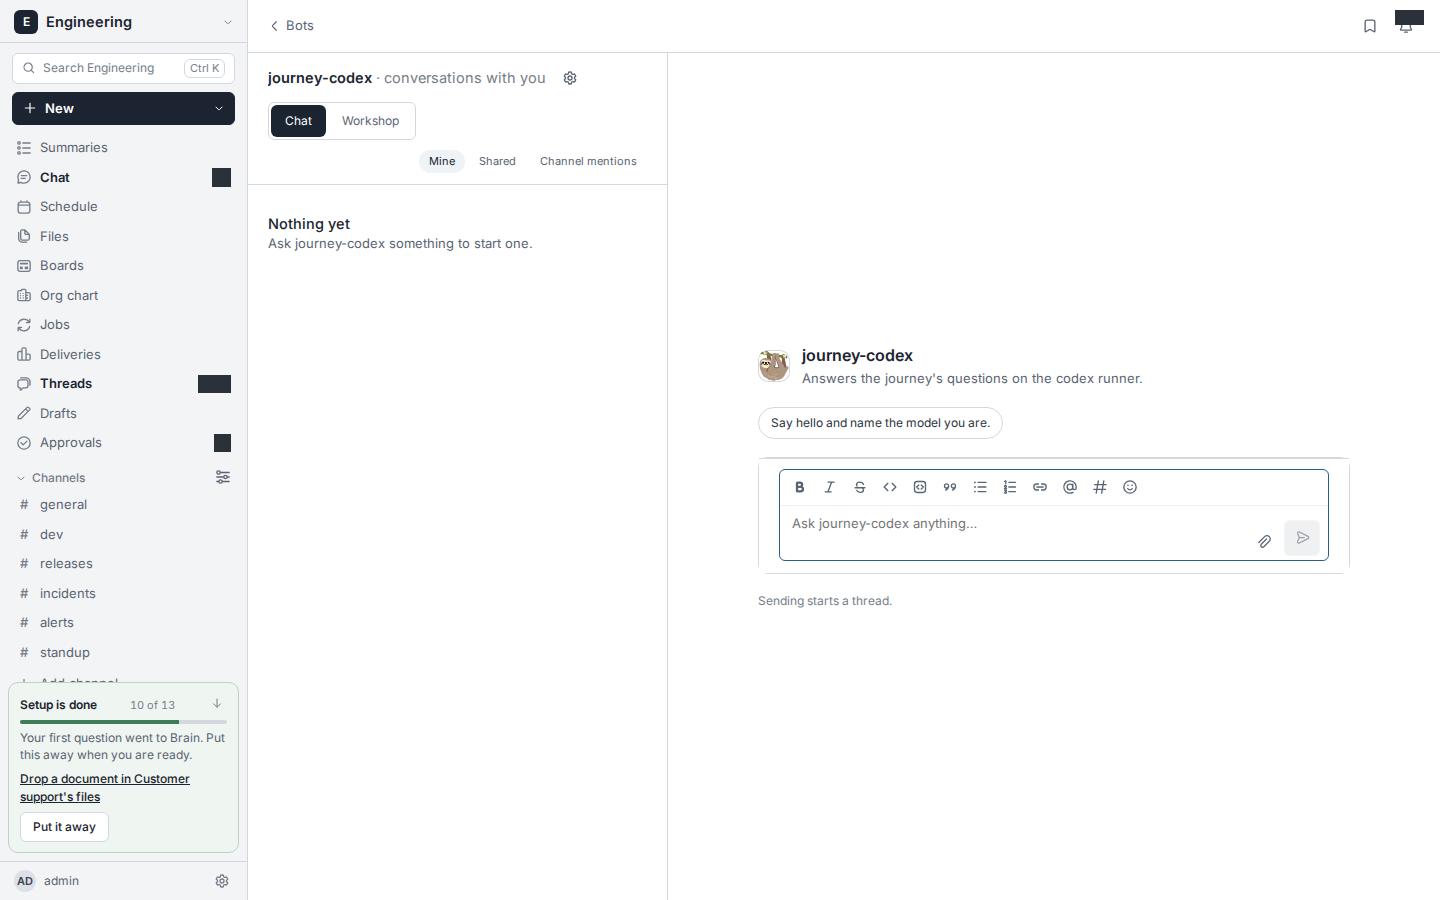 E Engineering
Search Engineering Ctrl K
New
Summaries
Chat
Schedule
Files
Boards
Org chart
Jobs
Deliveries
Threads
Drafts
Approvals
Channels
# general
# dev
# releases
# incidents
# alerts
# standup
Setup is done 10 of 13
Your first question went to Brain. Put
this away when you are ready.
Drop a document in Customer
support's files
Put it away
AD admin
Bots
journey-codex · conversations with you
Chat Workshop
Mine Shared Channel mentions
Nothing yet
Ask journey-codex something to start one.
journey-codex
Answers the journey's questions on the codex runner.
Say hello and name the model you are.
Ask journey-codex anything...
Sending starts a thread.